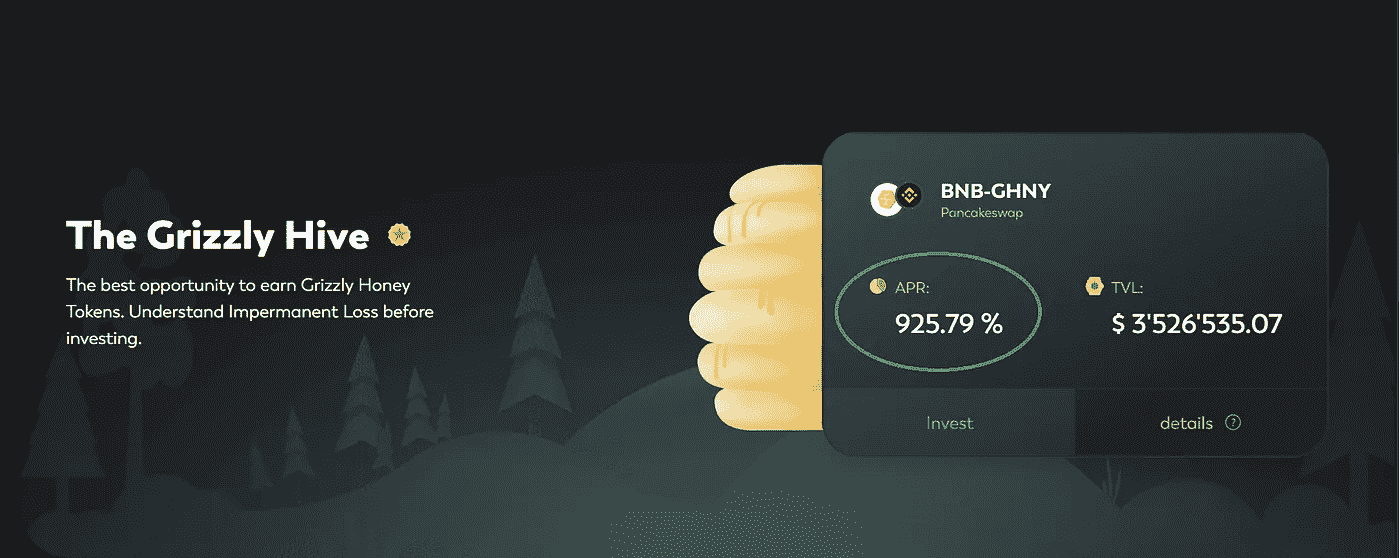 The Grizzly Hive
The best opportunity to earn Grizzly Honey
Tokens. Understand Impermanent Loss before
investing.
BNB-GHNY
Pancakeswap
APR:
925.79 %
TVL:
$ 3'526'535.07
Invest
details ?